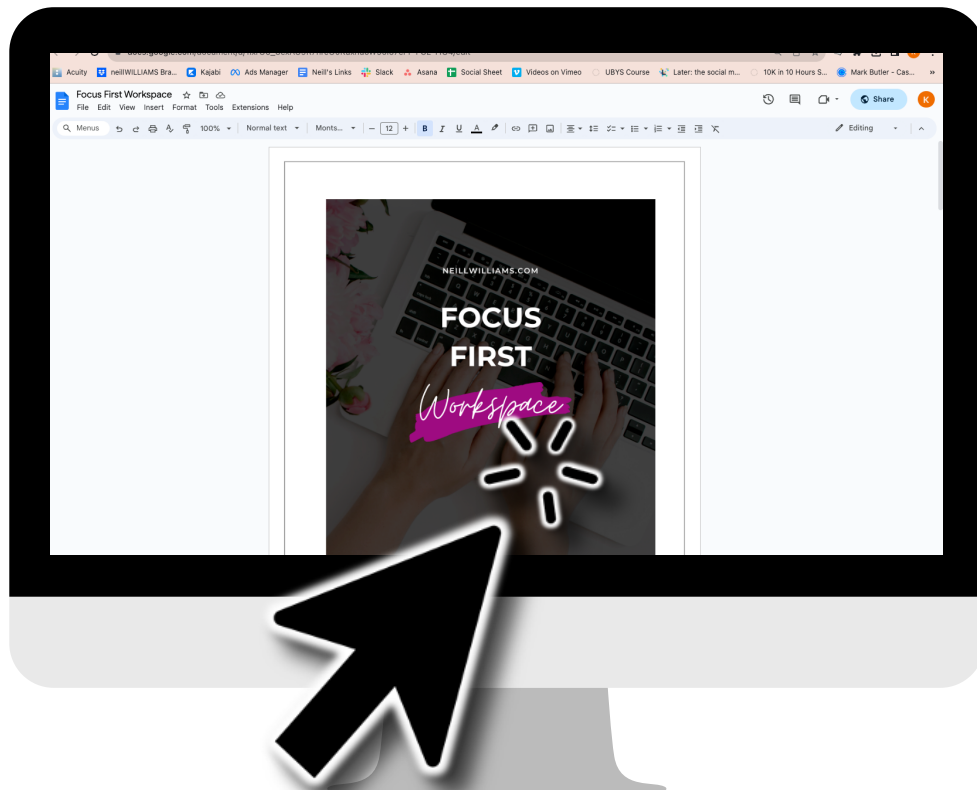 Acuity neillWILLIAMS Bra... Kajabi Ads Manager Neill's Links Slack Asana Social Sheet Videos on Vimeo UBYS Course Later: the social m... 10K in 10 Hours S... Mark Butler - Cas... »
Focus First Workspace
Share K
File Edit View Insert Format Tools Extensions Help
Menus 100% Normal text Monts... – 12 + B I U A Editing
NEILLWILLIAMS.COM
FOCUS
FIRST
Workspace